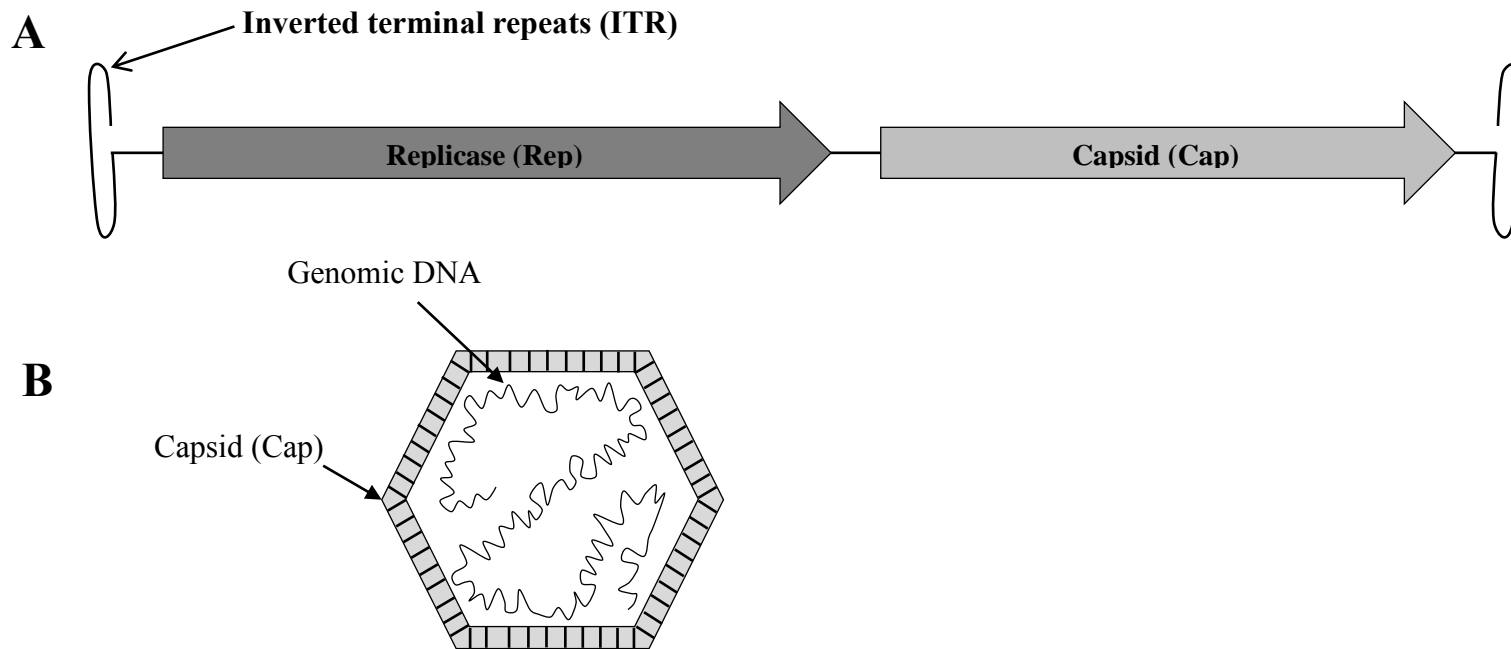 A
Inverted terminal repeats (ITR)
Replicase (Rep)
Capsid (Cap)
Genomic DNA
B
Capsid (Cap)